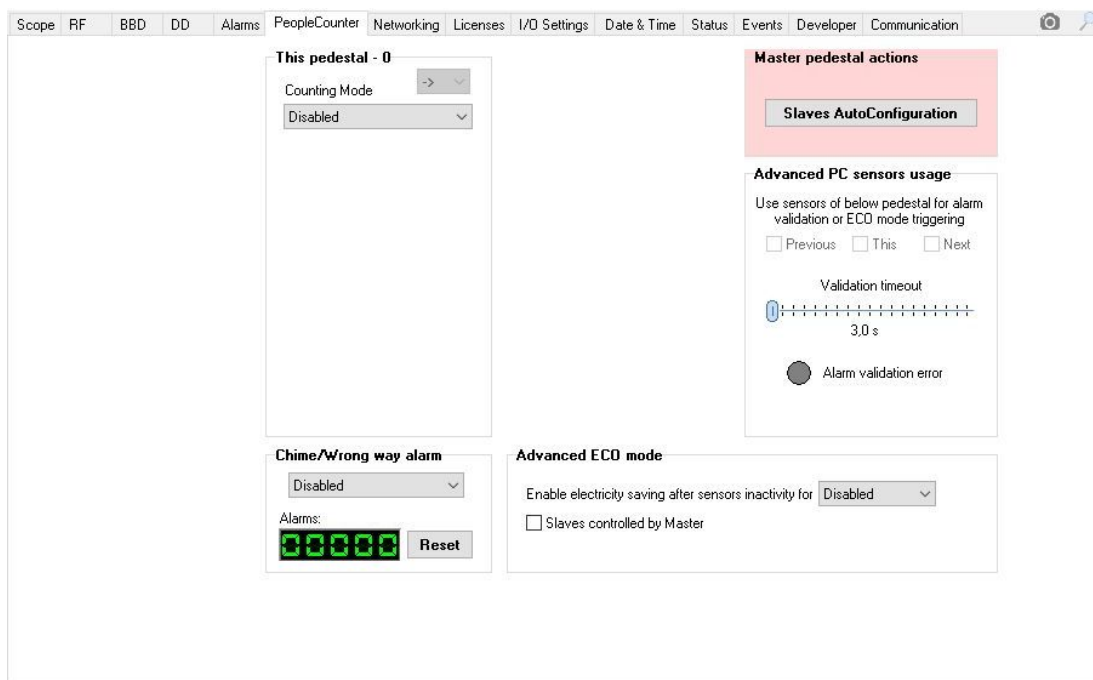 Scope RF BBD DD Alarms PeopleCounter Networking Licenses I/O Settings Date & Time Status Events Developer Communication
This pedestal - 0
->
Counting Mode
Disabled
Master pedestal actions
Slaves AutoConfiguration
Advanced PC sensors usage
Use sensors of below pedestal for alarm
validation or ECO mode triggering
Previous This Next
Validation timeout
3,0 s
Alarm validation error
Chime/Wrong way alarm
Disabled
Alarms:
00000 Reset
Advanced ECO mode
Enable electricity saving after sensors inactivity for Disabled
Slaves controlled by Master